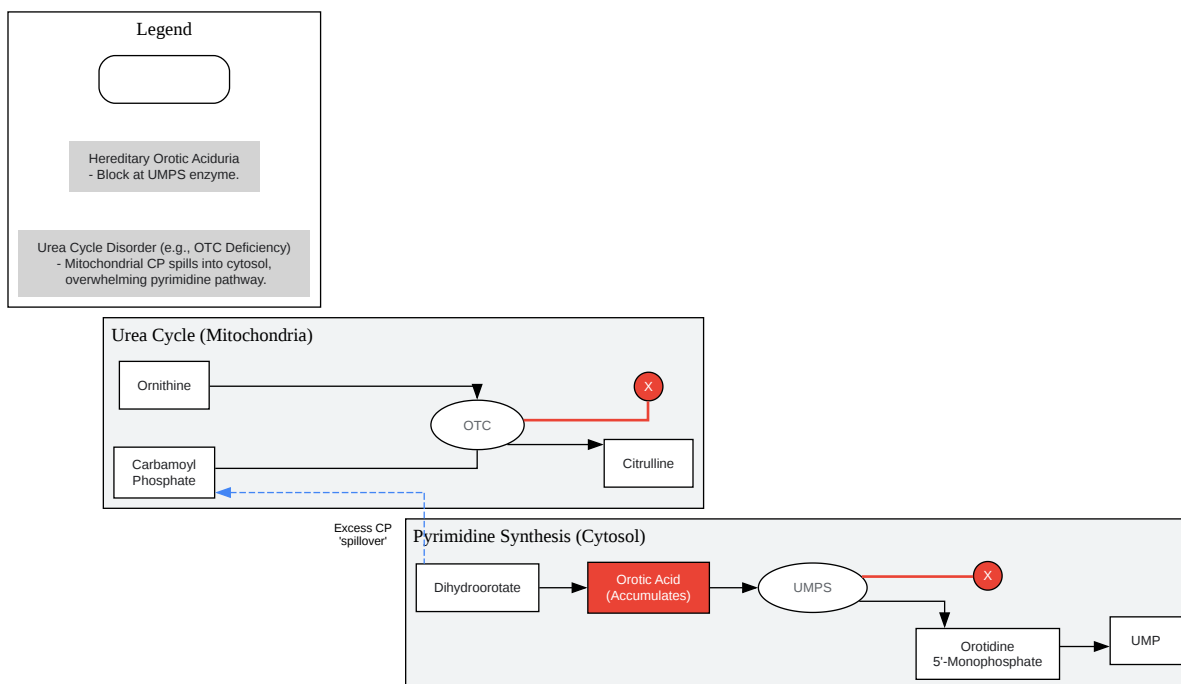 Legend
Hereditary Orotic Aciduria
- Block at UMPS enzyme.
Urea Cycle Disorder (e.g., OTC Deficiency)
- Mitochondrial CP spills into cytosol,
overwhelming pyrimidine pathway.
Urea Cycle (Mitochondria)
Ornithine
X
OTC
Carbamoyl
Phosphate
Citrulline
Excess CP
'spillover'
Pyrimidine Synthesis (Cytosol)
Dihydroorotate
Orotic Acid
(Accumulates)
UMPS
X
Orotidine
5'-Monophosphate
UMP